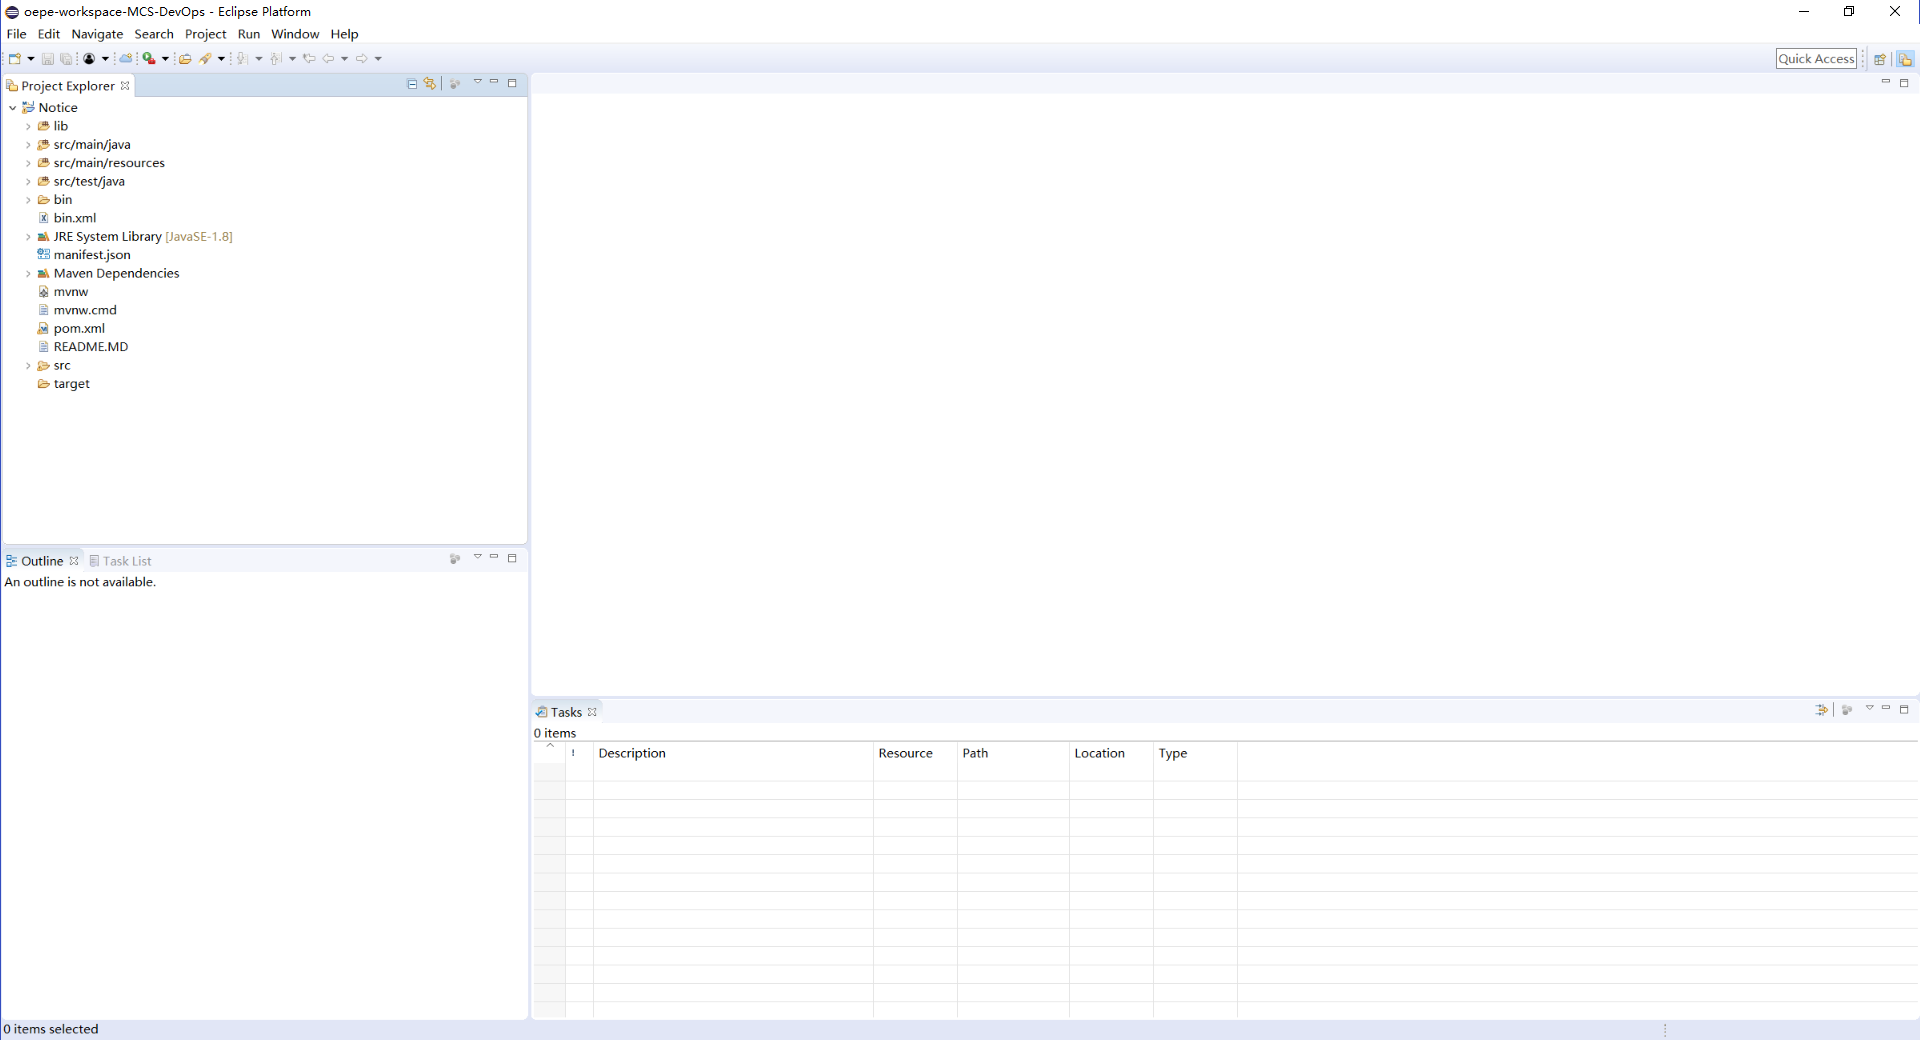 oepe-workspace-MCS-DevOps - Eclipse Platform
File Edit Navigate Search Project Run Window Help
Quick Access
Project Explorer
Notice
lib
src/main/java
src/main/resources
src/test/java
bin
bin.xml
JRE System Library [JavaSE-1.8]
manifest.json
Maven Dependencies
mvnw
mvnw.cmd
pom.xml
README.MD
src
target
Outline Task List
An outline is not available.
Tasks
0 items
! Description Resource Path Location Type
0 items selected